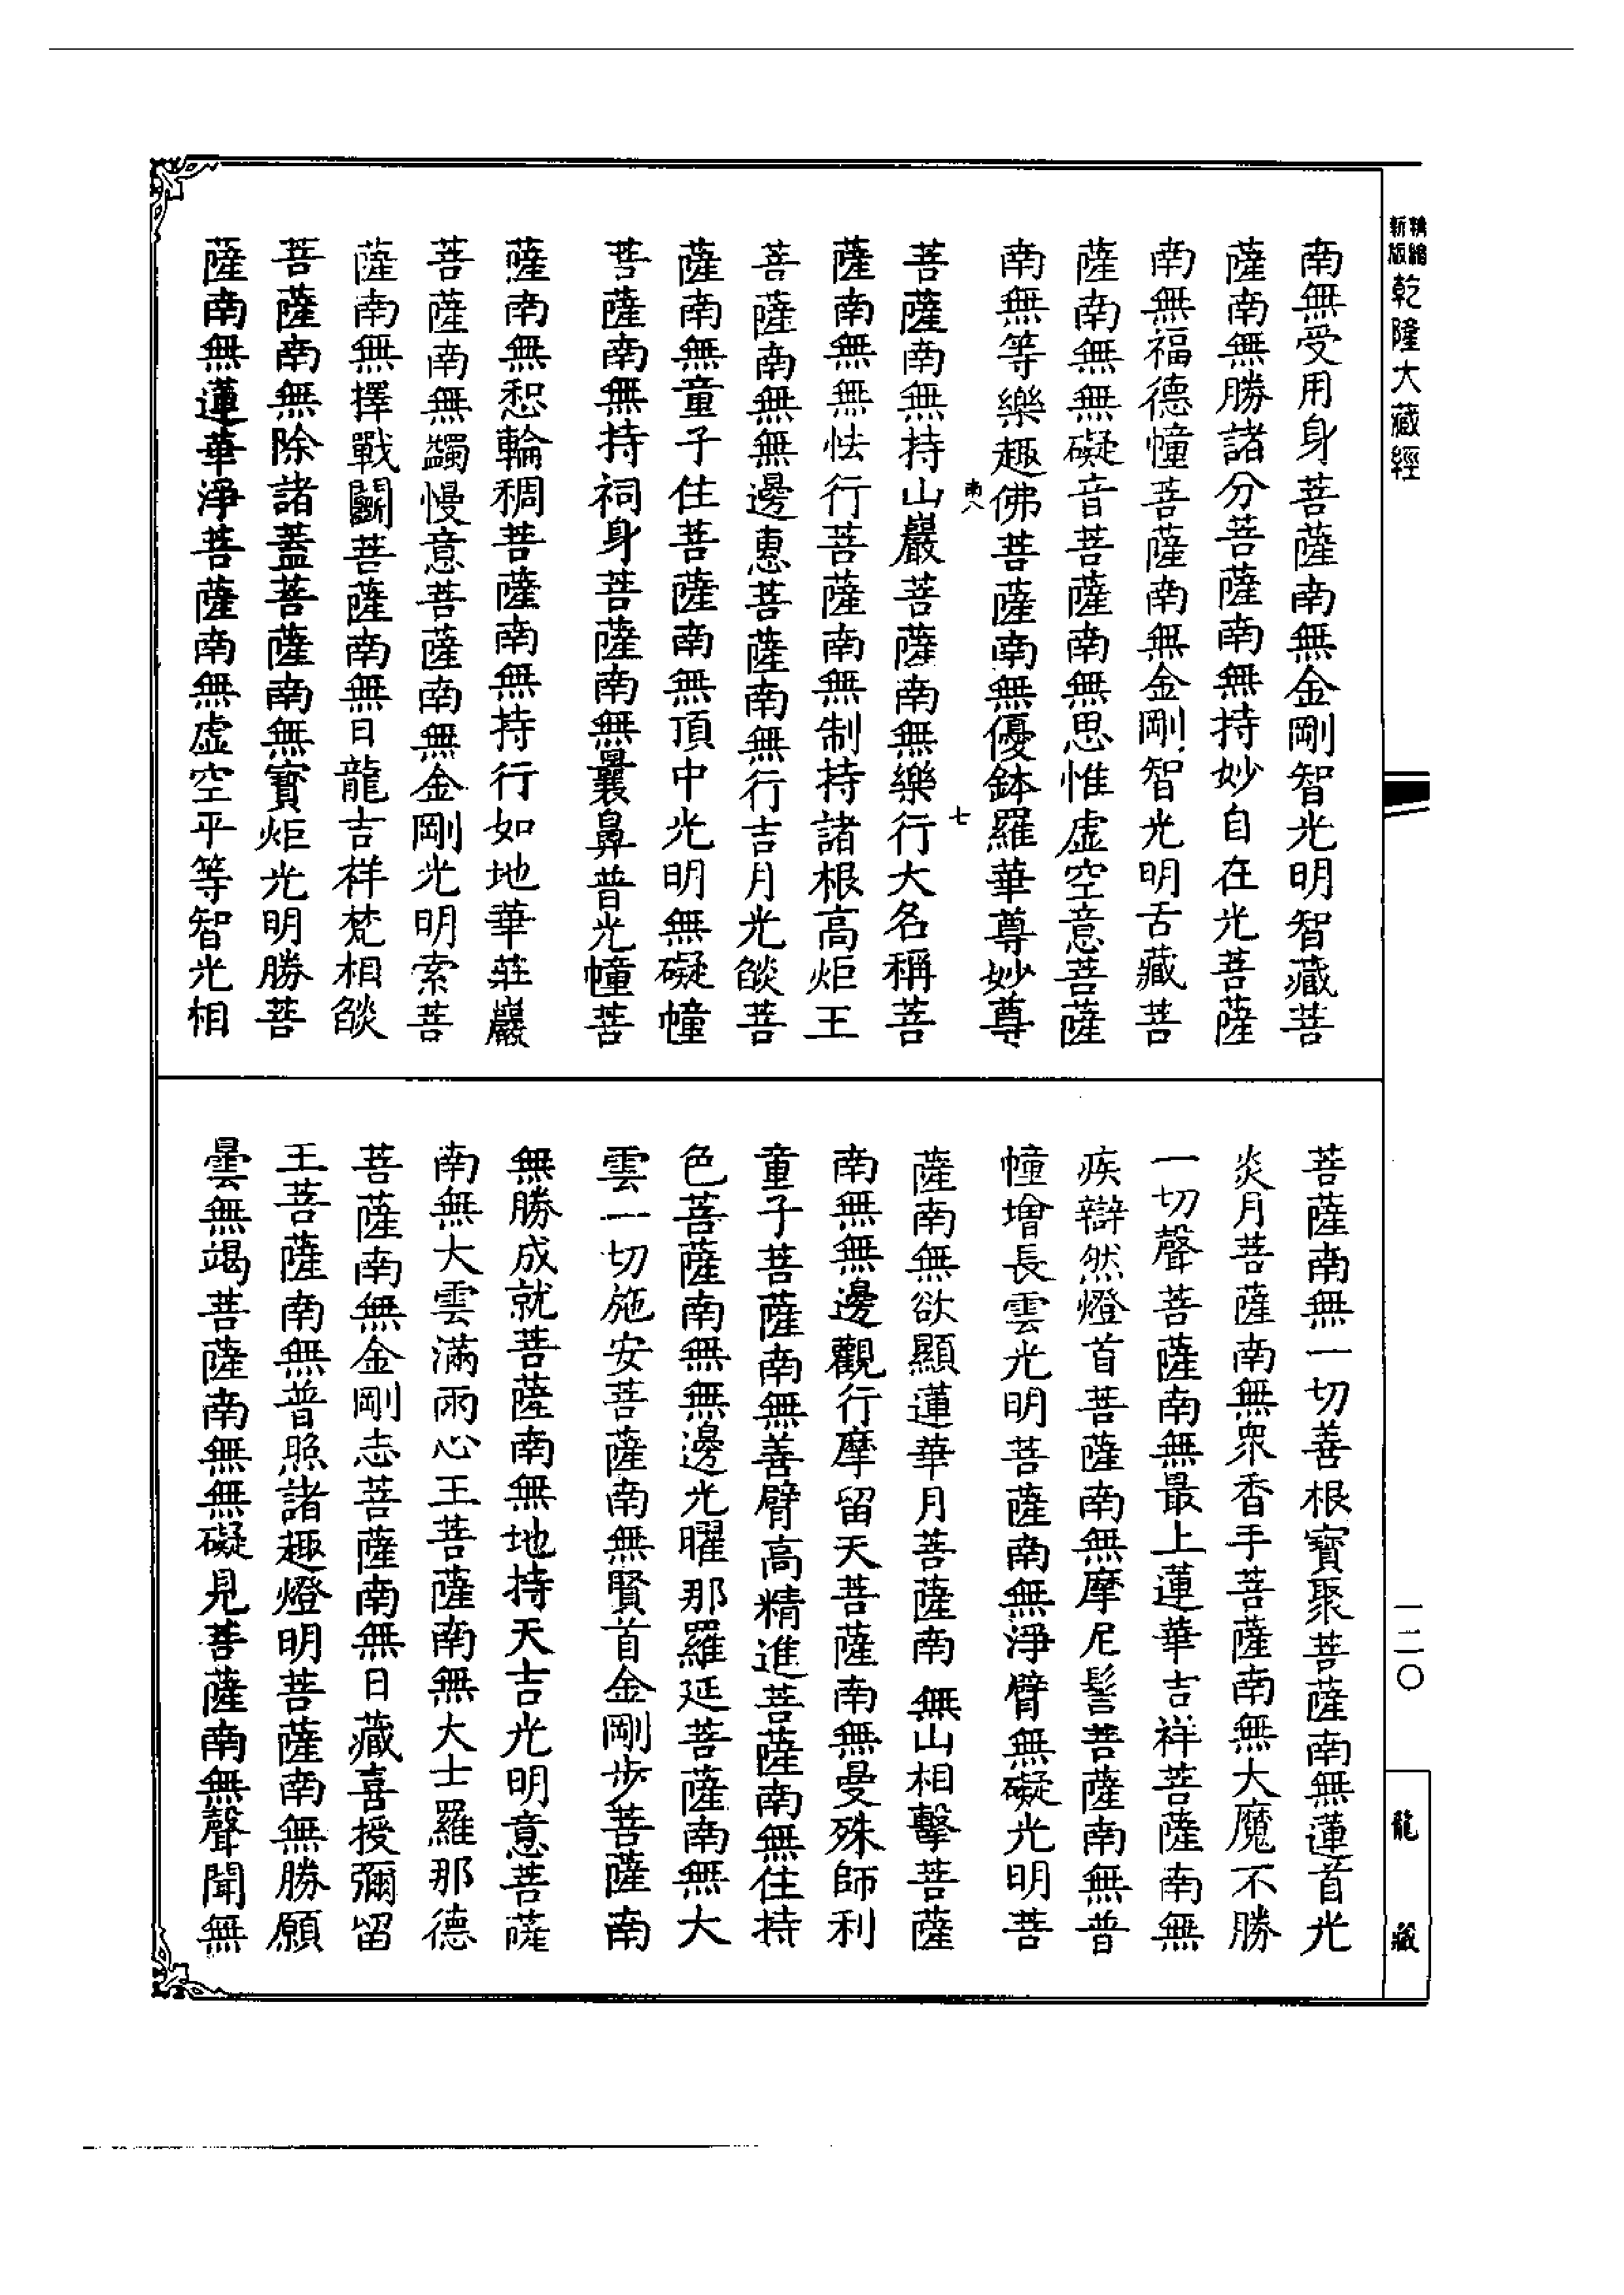 新版精縮乾隆大藏經
南無受用身菩薩南無金剛智光明智藏菩
薩南無勝諸分菩薩南無持妙自在光菩薩
南無福德幢菩薩南無金剛智光明舌藏菩
薩南無無礙音菩薩南無思惟虛空意菩薩
南無等樂趣佛菩薩南無優鉢羅華尊妙尊
南八
七
菩薩南無持山巖菩薩南無樂行大名稱菩
薩南無無怯行菩薩南無制持諸根高炬王
菩薩南無無邊惠菩薩南無行吉月光燄菩
薩南無童子住菩薩南無頂中光明無礙幢
菩薩南無持祠身菩薩南無曩鼻普光幢菩
薩南無惒輪稠菩薩南無持行如地華莊嚴
菩薩南無蠲慢意菩薩南無金剛光明索菩
薩南無擇戰鬬菩薩南無日龍吉祥梵相燄
菩薩南無除諸蓋菩薩南無寶炬光明勝菩
薩南無蓮華淨菩薩南無虛空平等智光相
菩薩南無一切善根寶聚菩薩南無蓮首光
炎月菩薩南無眾香手菩薩南無大魔不勝
一切聲菩薩南無最上蓮華吉祥菩薩南無
疾辯然燈首菩薩南無摩尼髻菩薩南無普
幢增長雲光明菩薩南無淨臂無礙光明菩
薩南無欲顯蓮華月菩薩南無山相擊菩薩
南無無邊觀行摩留天菩薩南無曼殊師利
童子菩薩南無善臂高精進菩薩南無住持
色菩薩南無無邊光曜那羅延菩薩南無大
雲一切施安菩薩南無賢首金剛步菩薩南
無勝成就菩薩南無地持天吉光明意菩薩
南無大雲滿雨心王菩薩南無大士羅那德
菩薩南無金剛志菩薩南無日藏喜授彌留
王菩薩南無普照諸趣燈明菩薩南無勝願
曇無竭菩薩南無無礙見菩薩南無聲聞無
一二〇
龍藏